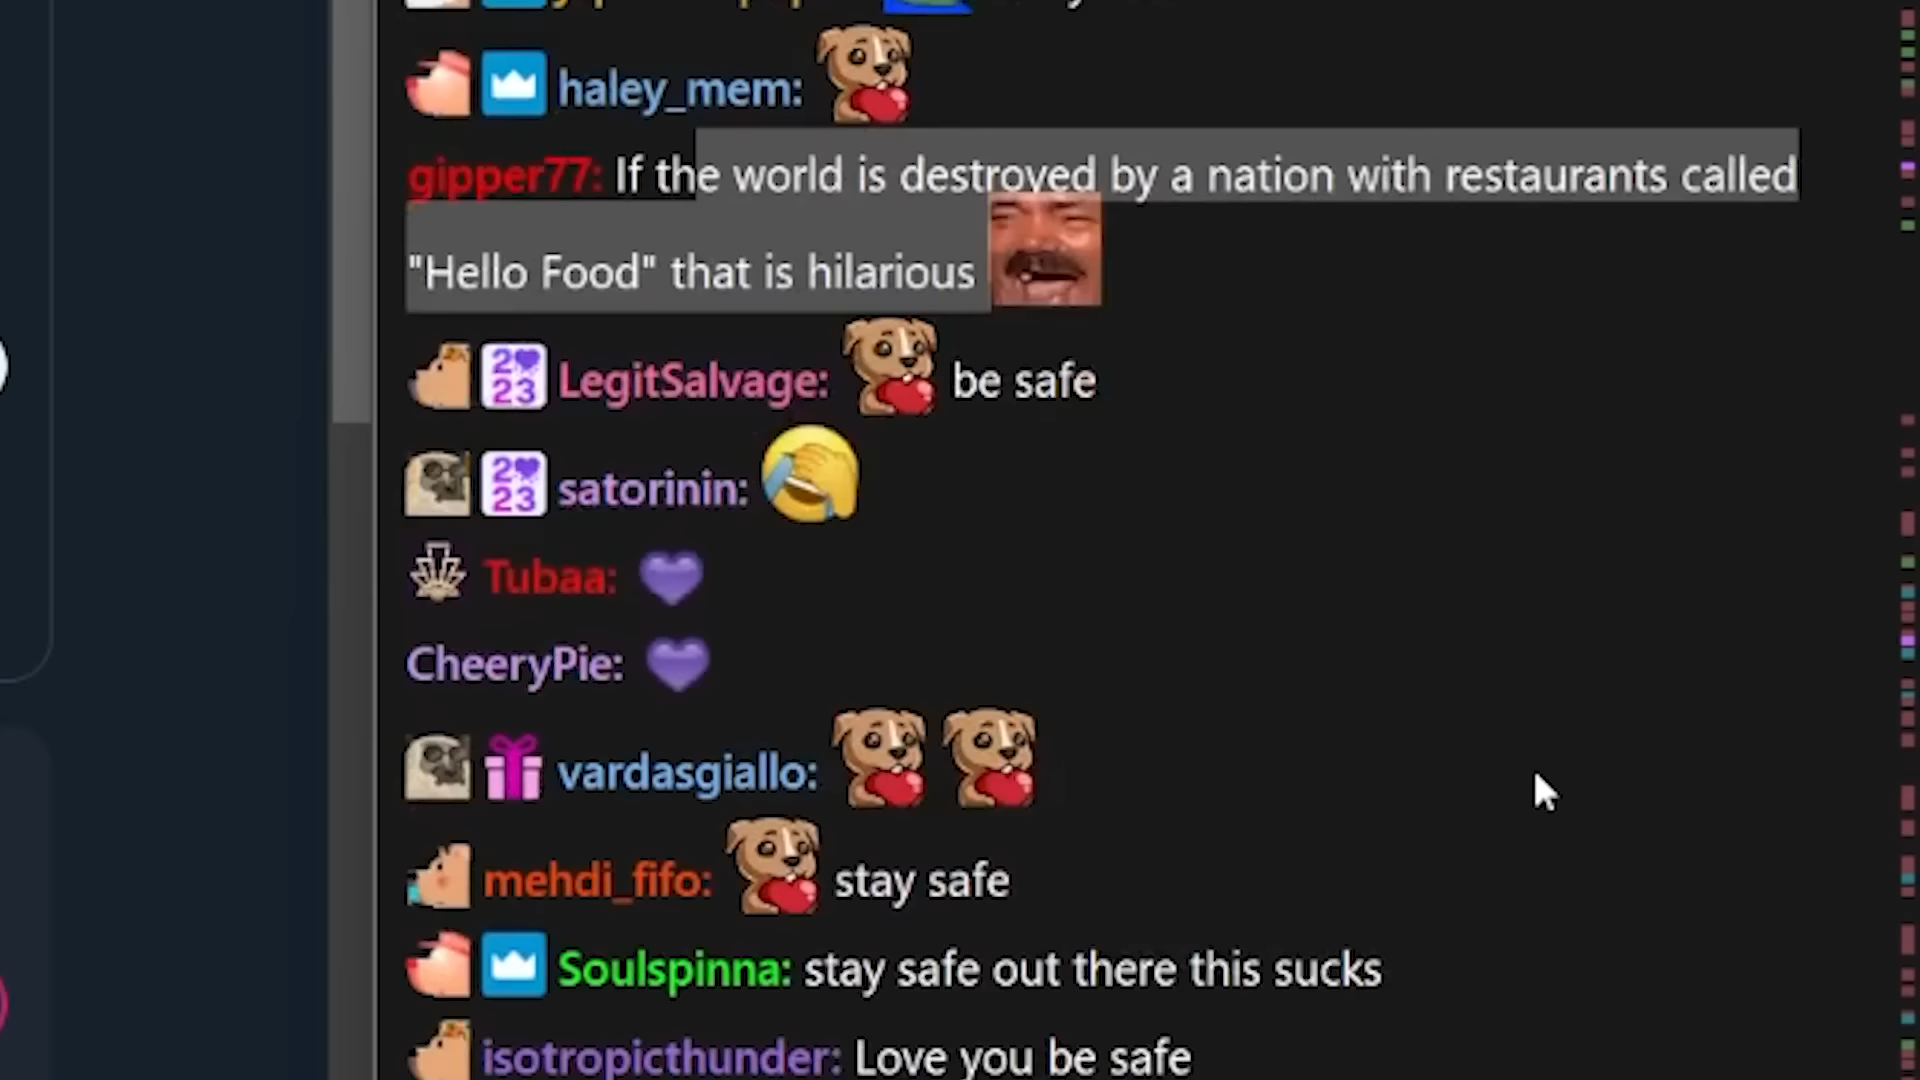 haley_mem:
gipper77: If the world is destroyed by a nation with restaurants called
"Hello Food" that is hilarious
2023 LegitSalvage: be safe
2023 satorinin:
Tubaa:
CheeryPie:
vardasgiallo:
mehdi_fifo: stay safe
Soulspinna: stay safe out there this sucks
isotropicthunder: Love you be safe